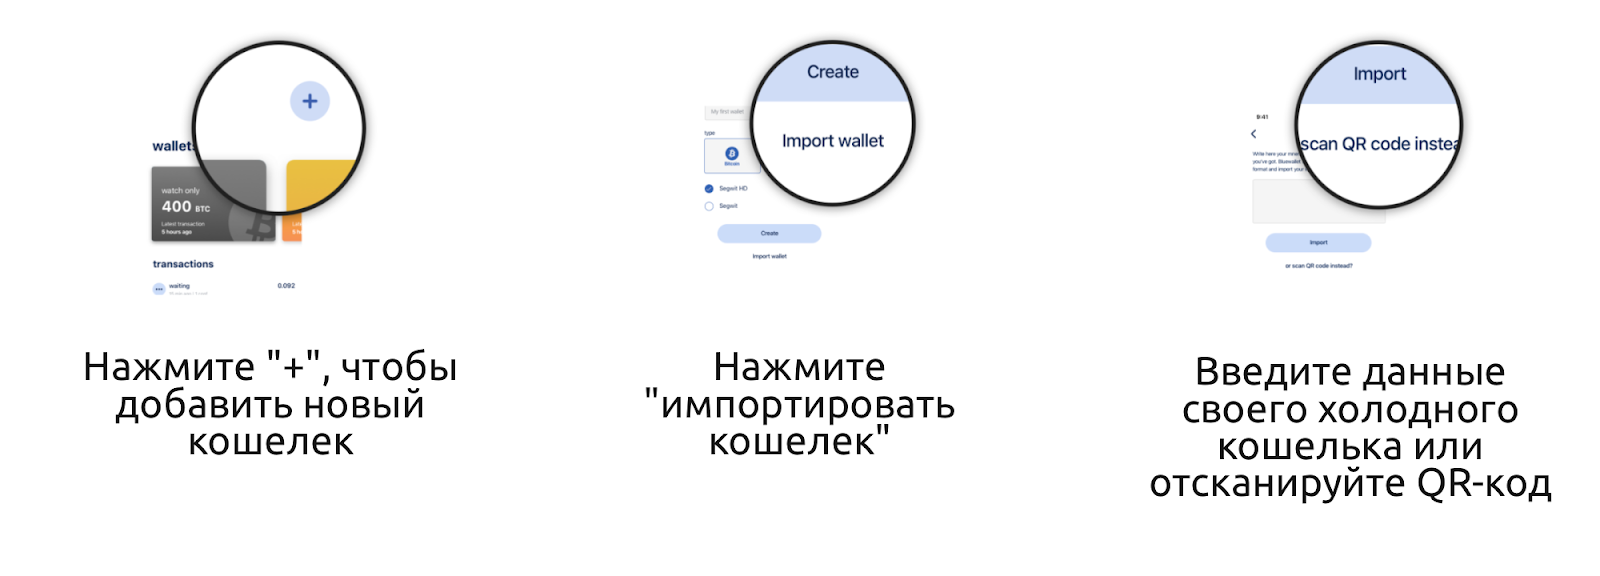 +
wallets
watch only
400 BTC
Latest transaction
5 hours ago
transactions
waiting
0.092
Нажмите "+", чтобы
добавить новый
кошелек
Create
Import wallet
My first wallet
type
Bitcoin
Segwit HD
Segwit
Create
Import wallet
Нажмите
"импортировать
кошелек"
Import
scan QR code instea
9:41
Write here your
you've got. Bluewallet
format and import your
Import
or scan QR code instead?
Введите данные
своего холодного
кошелька или
отсканируйте QR-код